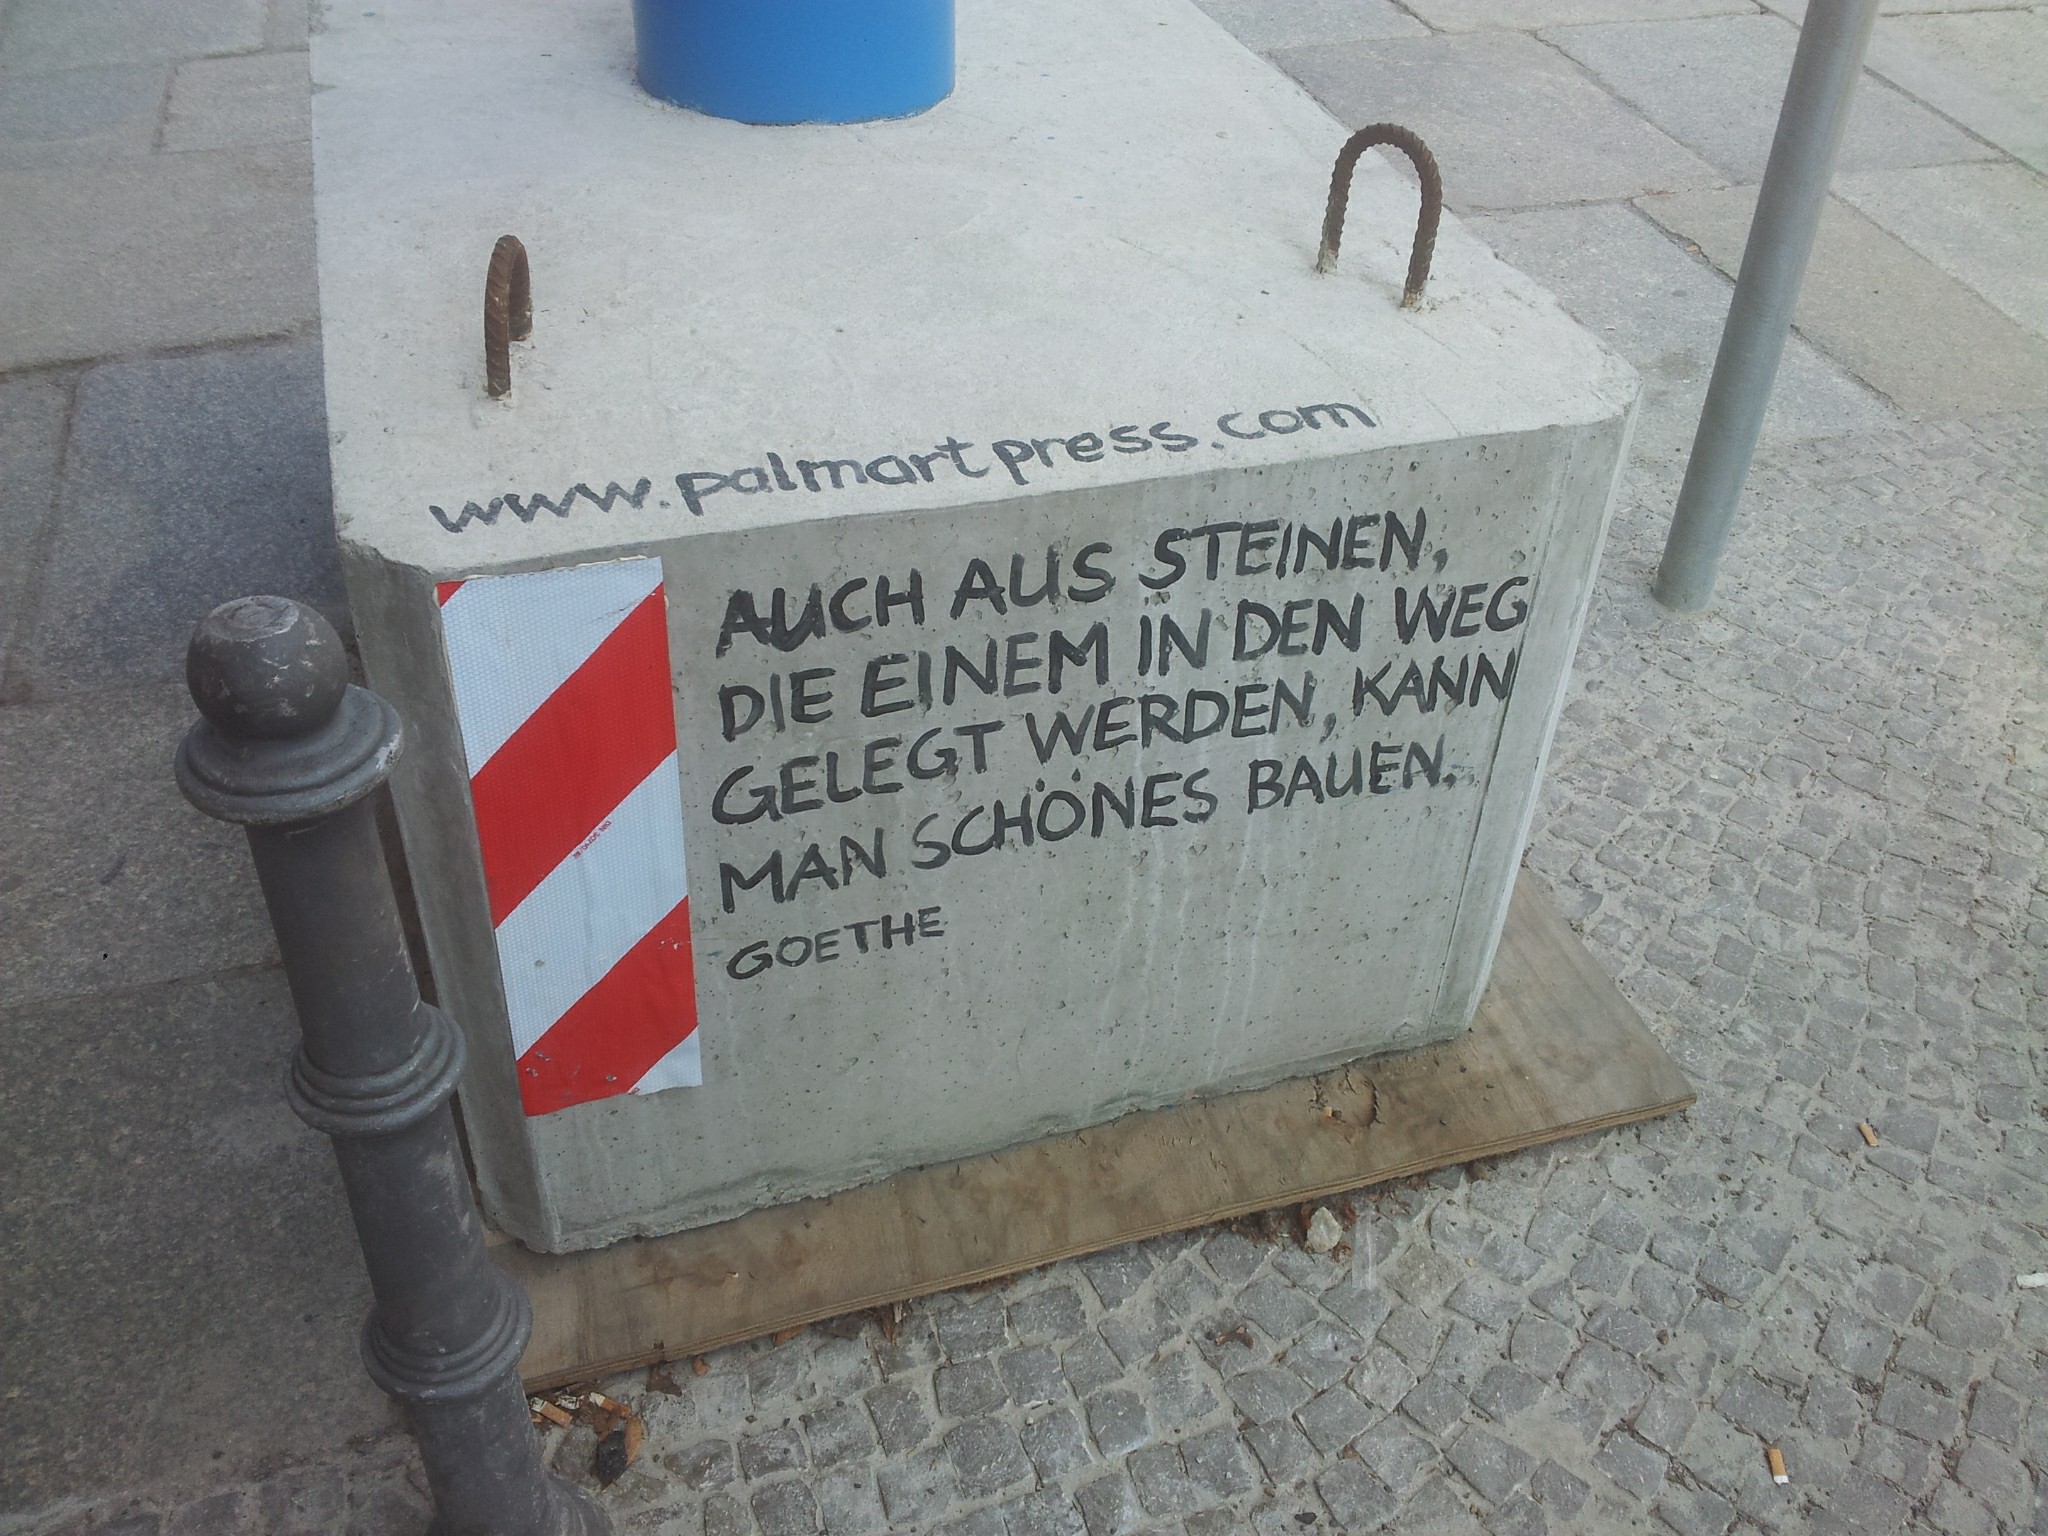 www.palmartpress.com
AUCH AUS STEINEN,
DIE EINEM IN DEN WEG
GELEGT WERDEN, KANN
MAN SCHÖNES BAUEN.
GOETHE